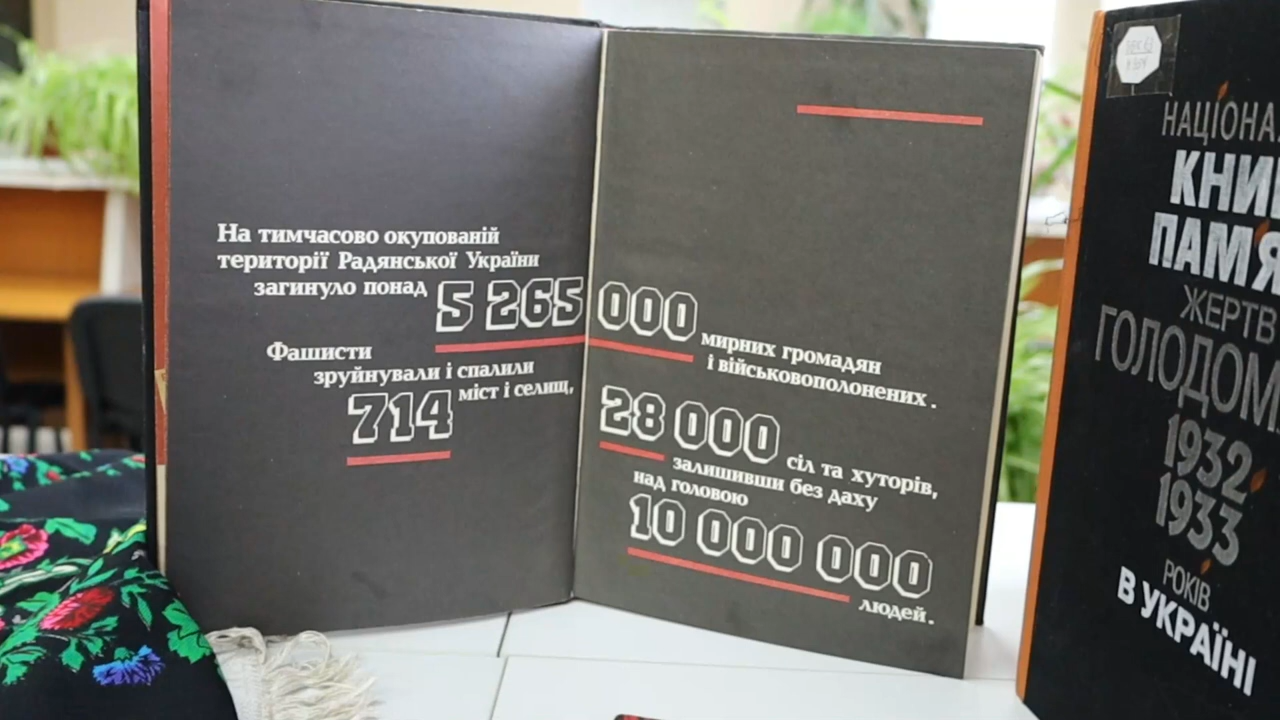 На тимчасово окупованій
території Радянської України
загинуло понад 5 265 000 мирних громадян
і військовополонених.
Фашисти
зруйнували і спалили
714 міст і селищ,
28 000 сіл та хуторів,
залишивши без даху
над головою
10 000 000
людей.
НАЦІОНА
КНИ
ПАМ'Я
ЖЕРТВ
ГОЛОДОМ
1932
1933
РОКІВ
В УКРАЇНІ